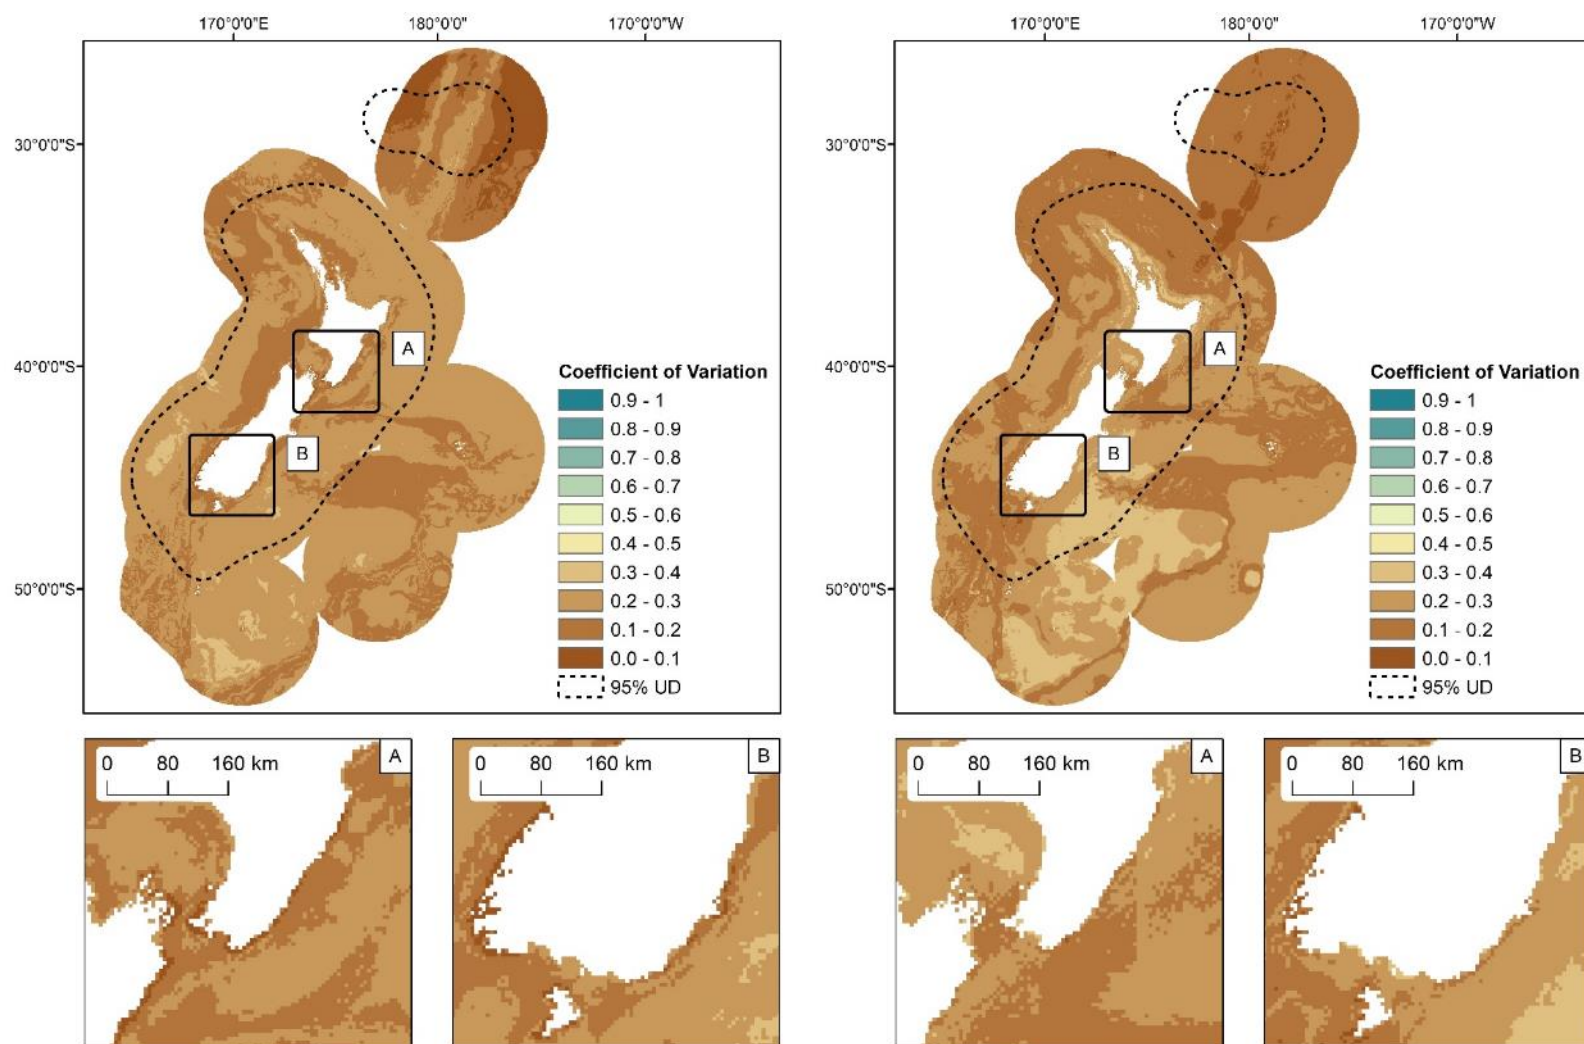 170°0'0"E 180°0'0" 170°0'0"W
30°0'0"S
40°0'0"S
50°0'0"S
A
B
Coefficient of Variation
0.9 - 1
0.8 - 0.9
0.7 - 0.8
0.6 - 0.7
0.5 - 0.6
0.4 - 0.5
0.3 - 0.4
0.2 - 0.3
0.1 - 0.2
0.0 - 0.1
95% UD
170°0'0"E 180°0'0" 170°0'0"W
30°0'0"S
40°0'0"S
50°0'0"S
A
B
Coefficient of Variation
0.9 - 1
0.8 - 0.9
0.7 - 0.8
0.6 - 0.7
0.5 - 0.6
0.4 - 0.5
0.3 - 0.4
0.2 - 0.3
0.1 - 0.2
0.0 - 0.1
95% UD
A
0 80 160 km
B
0 80 160 km
A
0 80 160 km
B
0 80 160 km